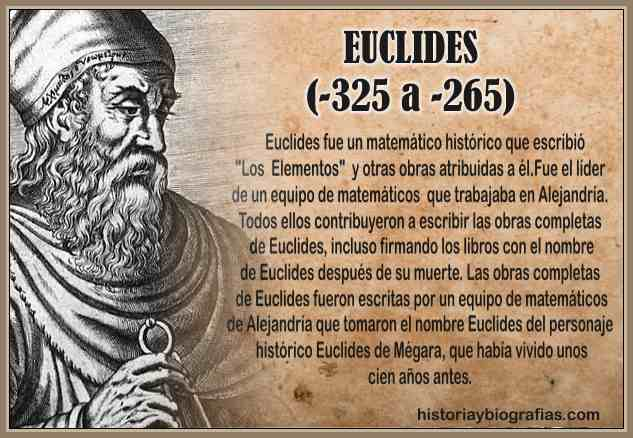 EUCLIDES
(-325 a -265)
Euclides fue un matemático histórico que escribió
"Los Elementos" y otras obras atribuidas a él.Fue el líder
de un equipo de matemáticos que trabajaba en Alejandría.
Todos ellos contribuyeron a escribir las obras completas
de Euclides, incluso firmando los libros con el nombre
de Euclides después de su muerte. Las obras completas
de Euclides fueron escritas por un equipo de matemáticos
de Alejandría que tomaron el nombre Euclides del personaje
histórico Euclides de Mégara, que había vivido unos
cien años antes.
historiaybiografias.com